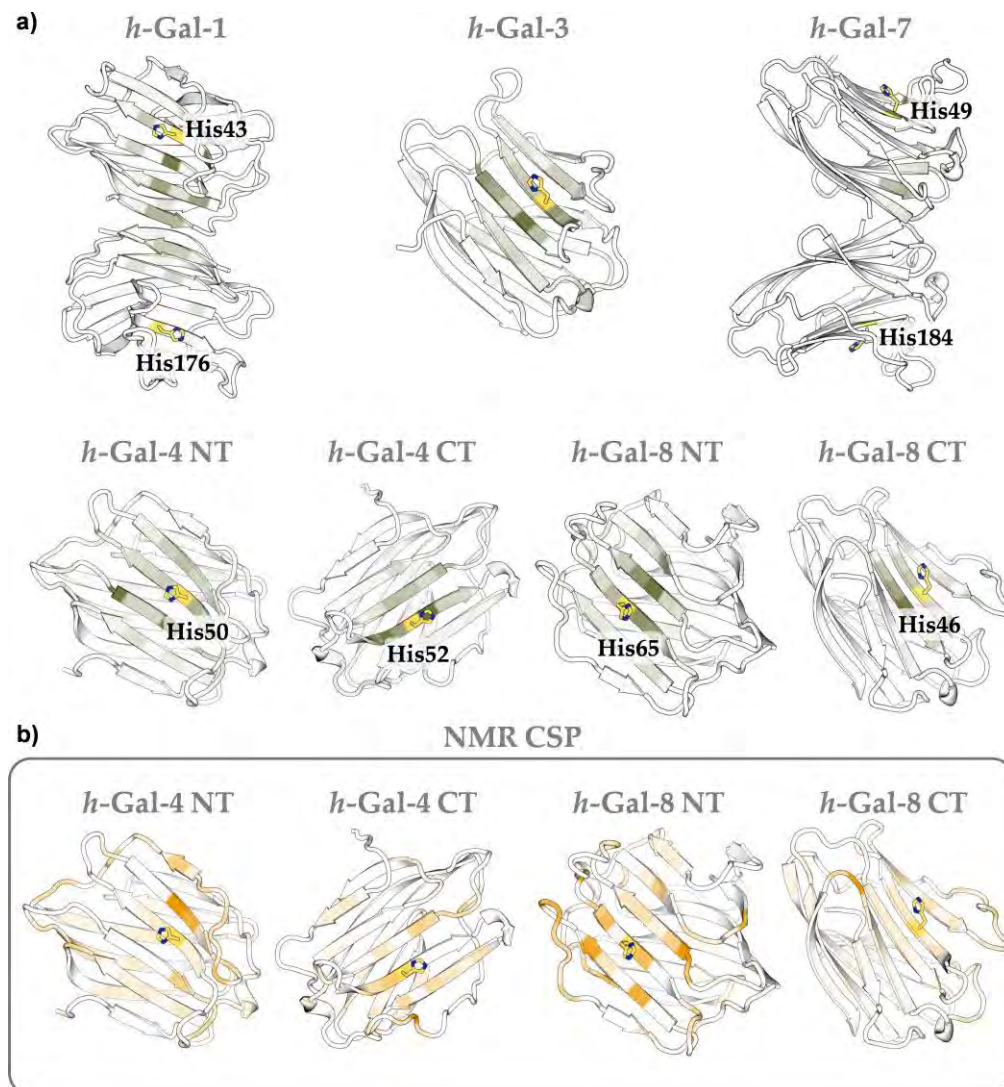 a)
h-Gal-1 h-Gal-3 h-Gal-7
His43
His49
His176
His184
h-Gal-4 NT h-Gal-4 CT h-Gal-8 NT h-Gal-8 CT
His50
His52
His65
His46
b)
NMR CSP
h-Gal-4 NT h-Gal-4 CT h-Gal-8 NT h-Gal-8 CT